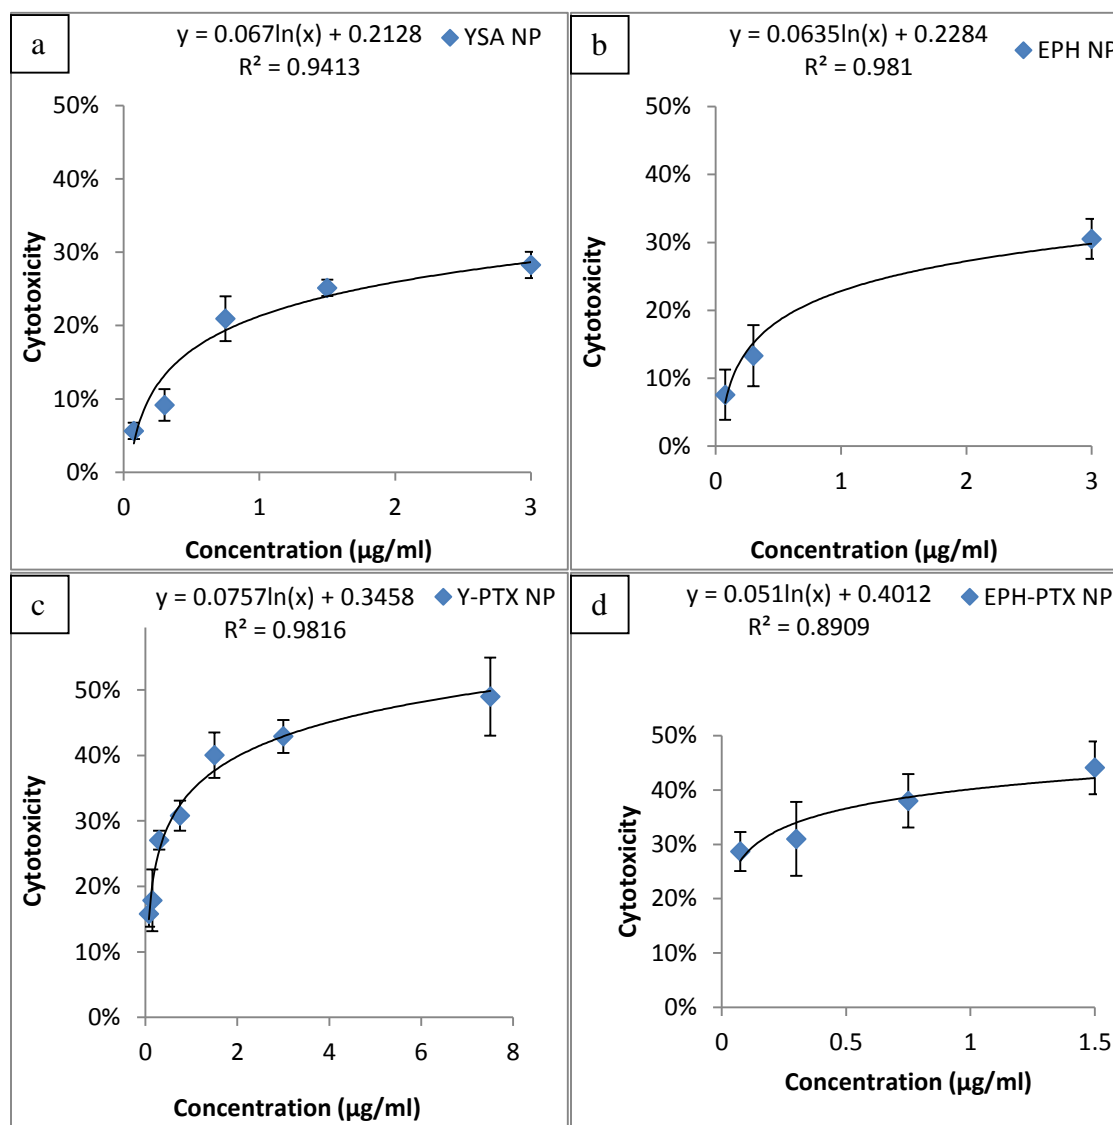 a
y = 0.067ln(x) + 0.2128
R² = 0.9413
YSA NP
50%
40%
30%
20%
10%
0%
Cytotoxicity
0 1 2 3
Concentration (µg/ml)
b
y = 0.0635ln(x) + 0.2284
R² = 0.981
EPH NP
50%
40%
30%
20%
10%
0%
Cytotoxicity
0 1 2 3
Concentration (µg/ml)
c
y = 0.0757ln(x) + 0.3458
R² = 0.9816
Y-PTX NP
50%
40%
30%
20%
10%
0%
Cytotoxicity
0 2 4 6 8
Concentration (µg/ml)
d
y = 0.051ln(x) + 0.4012
R² = 0.8909
EPH-PTX NP
50%
40%
30%
20%
10%
0%
Cytotoxicity
0 0.5 1 1.5
Concentration (µg/ml)